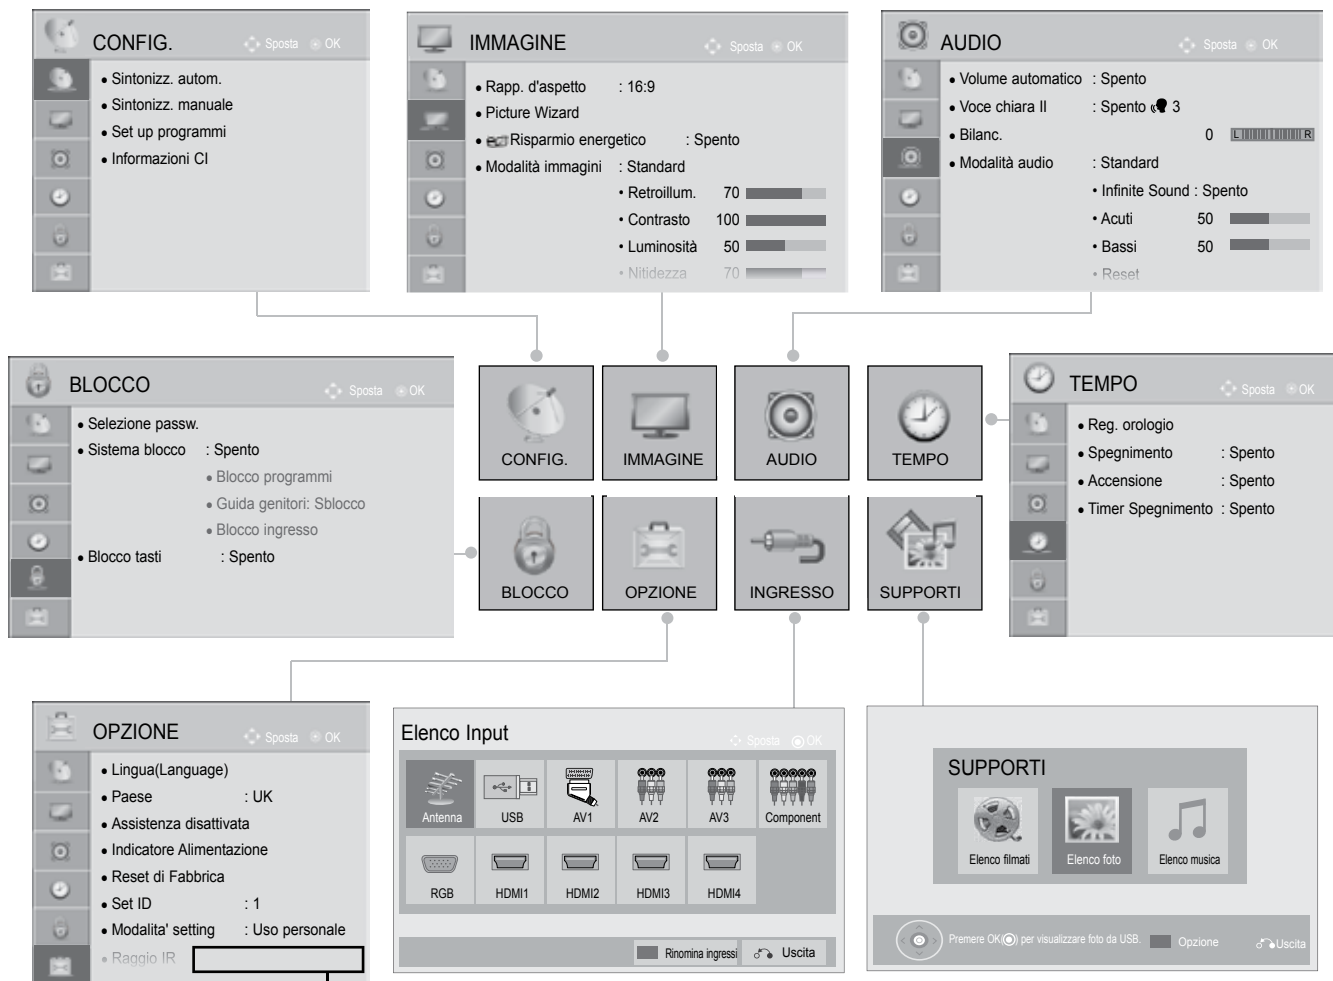 CONFIG.
Sposta OK
• Sintonizz. autom.
• Sintonizz. manuale
• Set up programmi
• Informazioni CI
IMMAGINE
Sposta OK
• Rapp. d'aspetto : 16:9
• Picture Wizard
• Risparmio energetico : Spento
• Modalità immagini : Standard
• Retroillum. 70
• Contrasto 100
• Luminosità 50
• Nitidezza 70
AUDIO
Sposta OK
• Volume automatico : Spento
• Voce chiara II : Spento 3
• Bilanc. 0 L R
• Modalità audio : Standard
• Infinite Sound : Spento
• Acuti 50
• Bassi 50
• Reset
BLOCCO
Sposta OK
• Selezione passw.
• Sistema blocco : Spento
• Blocco programmi
• Guida genitori: Sblocco
• Blocco ingresso
• Blocco tasti : Spento
CONFIG.
IMMAGINE
AUDIO
TEMPO
BLOCCO
OPZIONE
INGRESSO
SUPPORTI
TEMPO
Sposta OK
• Reg. orologio
• Spegnimento : Spento
• Accensione : Spento
• Timer Spegnimento : Spento
OPZIONE
Sposta OK
• Lingua(Language)
• Paese : UK
• Assistenza disattivata
• Indicatore Alimentazione
• Reset di Fabbrica
• Set ID : 1
• Modalita' setting : Uso personale
• Raggio IR
Elenco Input
Sposta OK
Antenna
USB
AV1
AV2
AV3
Component
RGB
HDMI1
HDMI2
HDMI3
HDMI4
Rinomina ingressi Uscita
SUPPORTI
Elenco filmati
Elenco foto
Elenco musica
Premere OK() per visualizzare foto da USB. Opzione Uscita